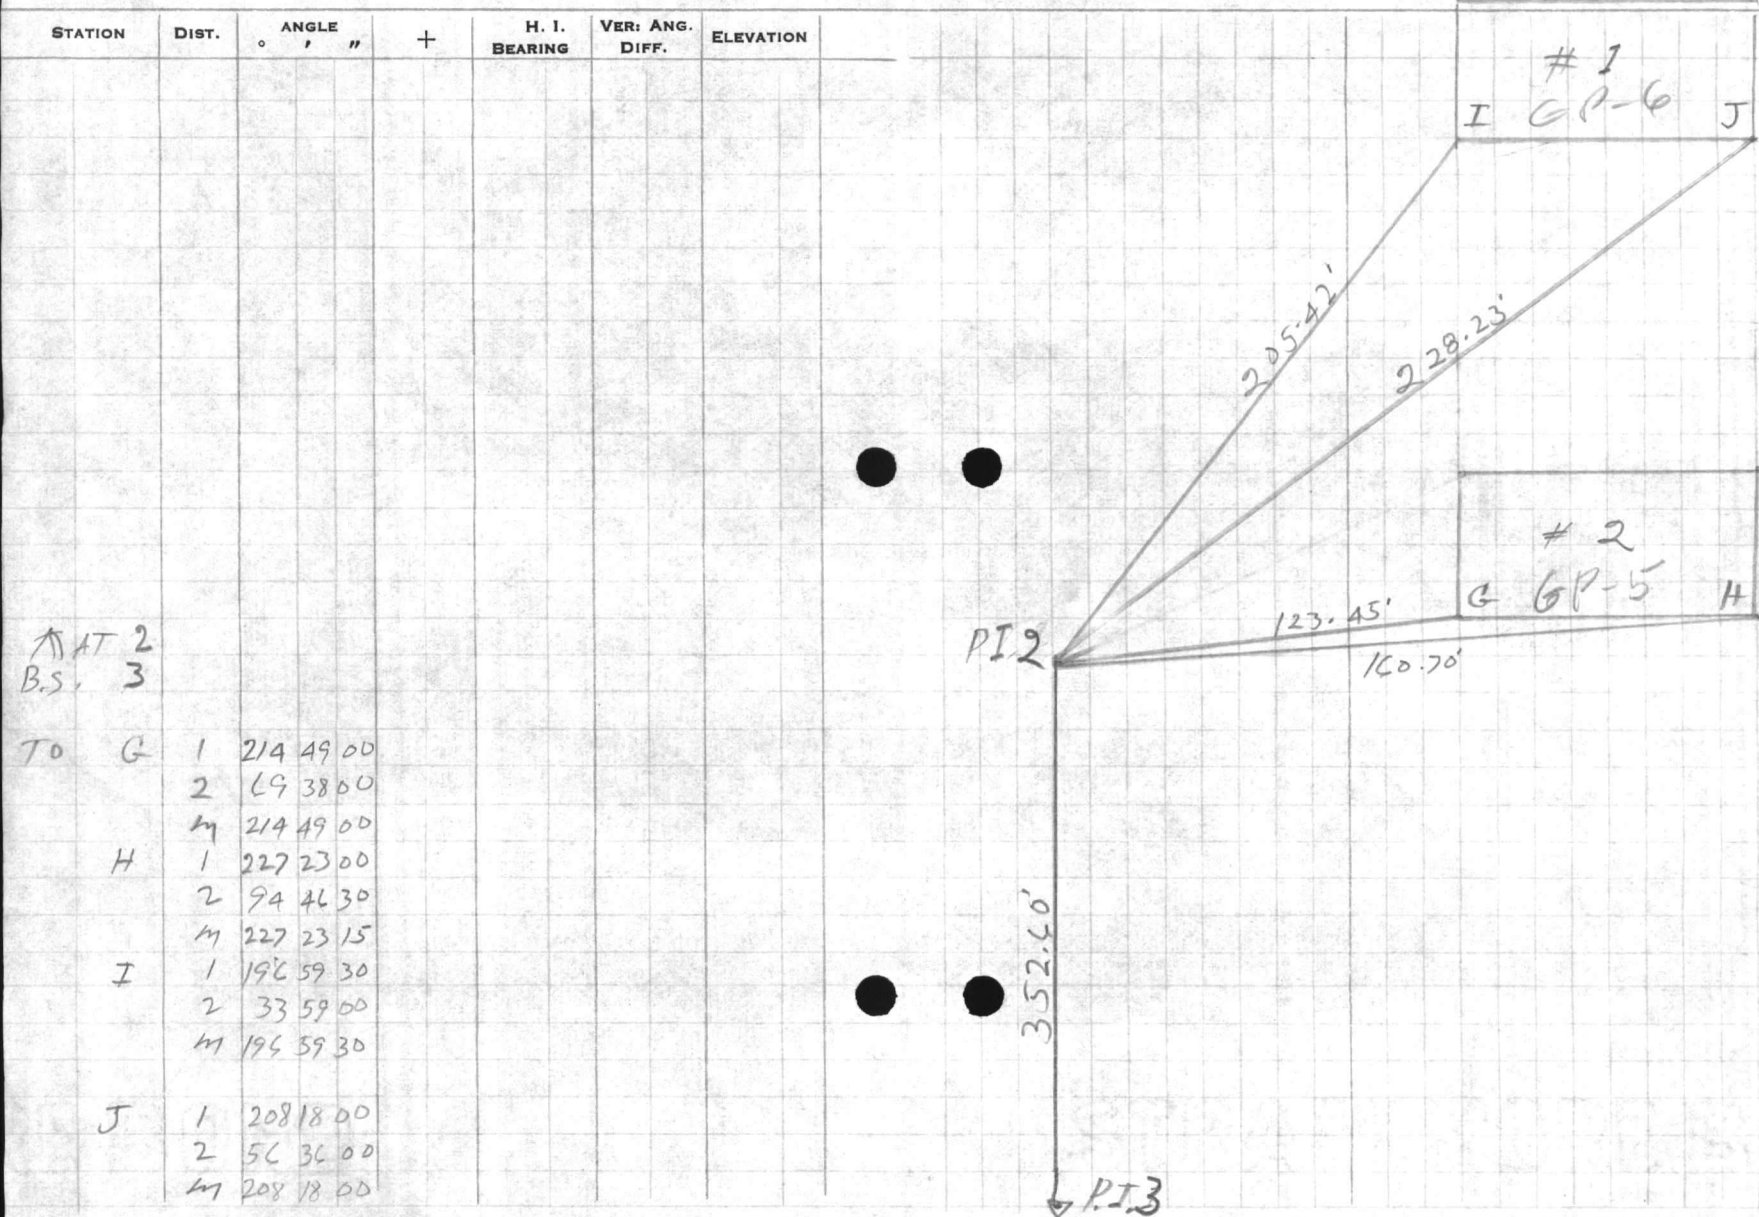 STATION DIST. ANGLE + H. I. BEARING VER: ANG. DIFF. ELEVATION
° ′ ″
⊼ AT 2
B.S. 3
TO G 1 214 49 00
2 69 38 00
m 214 49 00
H 1 227 23 00
2 94 46 30
m 227 23 15
I 1 196 59 30
2 33 59 00
m 196 59 30
J 1 208 18 00
2 56 36 00
m 208 18 00
# 1
I GP-6 J
205.42'
228.23'
# 2
G GP-5 H
123.45'
PI.2
160.70'
352.60'
P.I.3